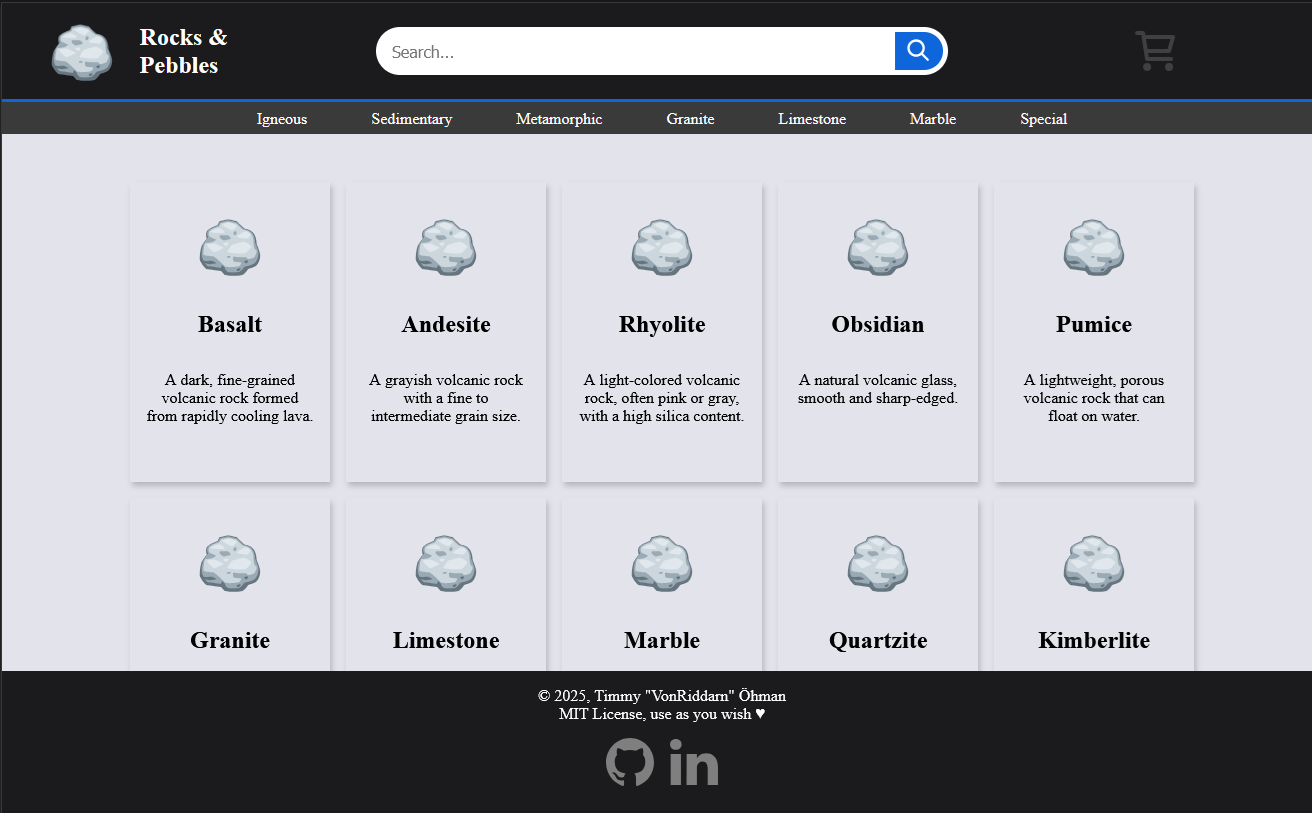 Rocks &
Pebbles
Search...
Igneous Sedimentary Metamorphic Granite Limestone Marble Special
Basalt
A dark, fine-grained
volcanic rock formed
from rapidly cooling lava.
Andesite
A grayish volcanic rock
with a fine to
intermediate grain size.
Rhyolite
A light-colored volcanic
rock, often pink or gray,
with a high silica content.
Obsidian
A natural volcanic glass,
smooth and sharp-edged.
Pumice
A lightweight, porous
volcanic rock that can
float on water.
Granite
Limestone
Marble
Quartzite
Kimberlite
© 2025, Timmy "VonRiddarn" Öhman
MIT License, use as you wish ♥
in